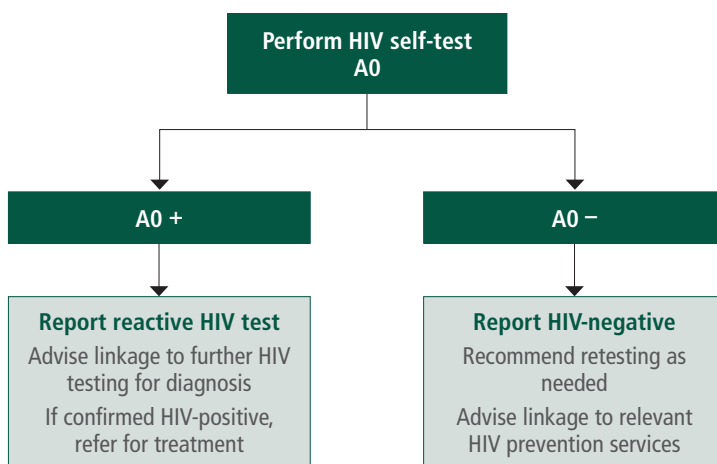 Perform HIV self-test
A0
A0 +
A0 −
Report reactive HIV test
Advise linkage to further HIV
testing for diagnosis
If confirmed HIV-positive,
refer for treatment
Report HIV-negative
Recommend retesting as
needed
Advise linkage to relevant
HIV prevention services